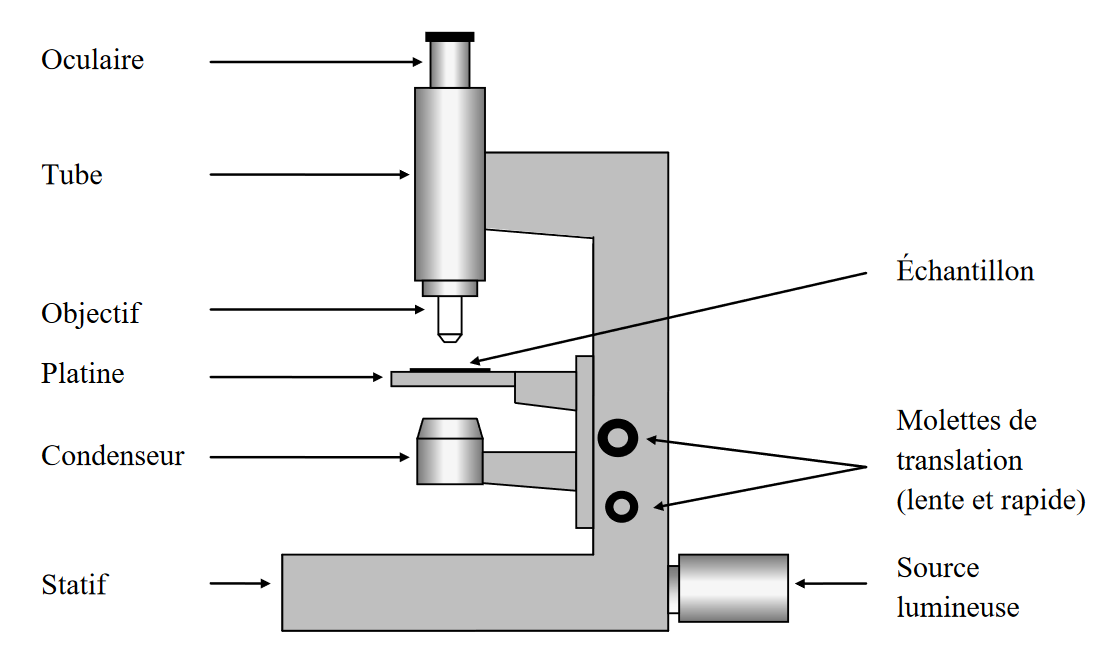 Oculaire
Tube
Objectif
Platine
Condenseur
Statif
Échantillon
Molettes de
translation
(lente et rapide)
Source
lumineuse